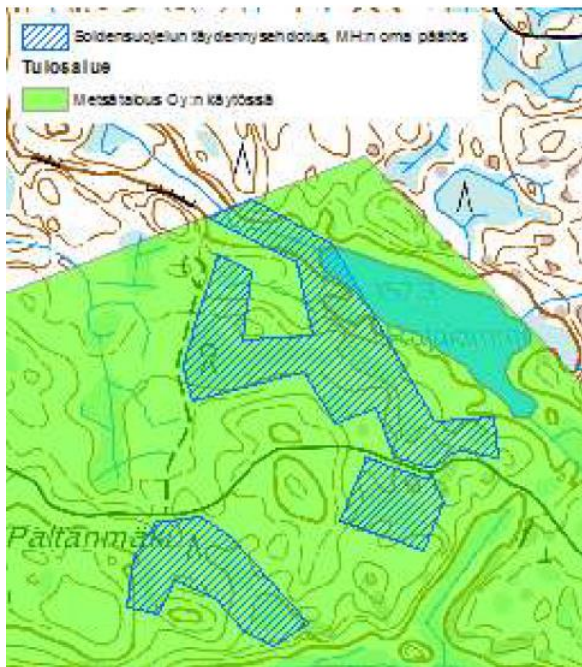 Soidensuojelun täydennysehdotus, MH:n oma päätös
Tulosalue
Metsätalous Oy:n käytössä
Paltanmäki